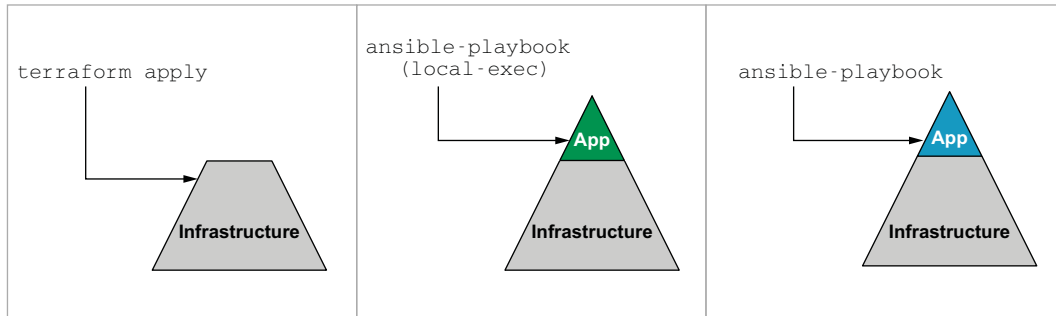 terraform apply
Infrastructure
ansible-playbook
(local-exec)
App
Infrastructure
ansible-playbook
App
Infrastructure